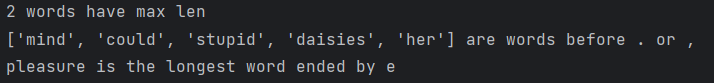 2 words have max len
['mind', 'could', 'stupid', 'daisies', 'her'] are words before . or ,
pleasure is the longest word ended by e